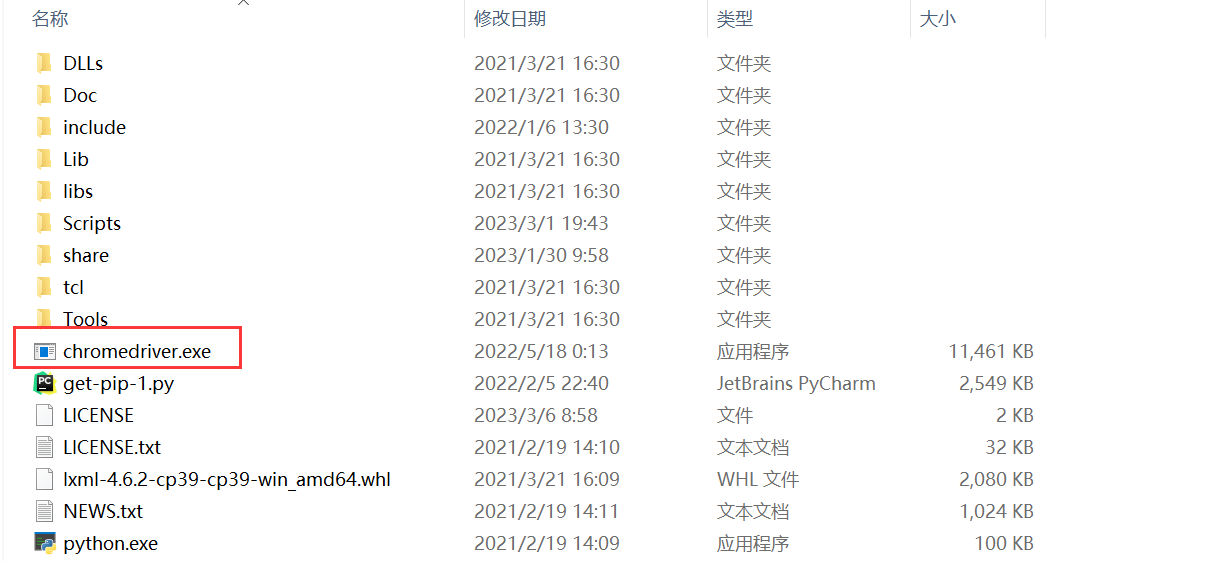 名称 修改日期 类型 大小
DLLs 2021/3/21 16:30 文件夹
Doc 2021/3/21 16:30 文件夹
include 2022/1/6 13:30 文件夹
Lib 2021/3/21 16:30 文件夹
libs 2021/3/21 16:30 文件夹
Scripts 2023/3/1 19:43 文件夹
share 2023/1/30 9:58 文件夹
tcl 2021/3/21 16:30 文件夹
Tools 2021/3/21 16:30 文件夹
chromedriver.exe 2022/5/18 0:13 应用程序 11,461 KB
get-pip-1.py 2022/2/5 22:40 JetBrains PyCharm 2,549 KB
LICENSE 2023/3/6 8:58 文件 2 KB
LICENSE.txt 2021/2/19 14:10 文本文档 32 KB
lxml-4.6.2-cp39-cp39-win_amd64.whl 2021/3/21 16:09 WHL 文件 2,080 KB
NEWS.txt 2021/2/19 14:11 文本文档 1,024 KB
python.exe 2021/2/19 14:09 应用程序 100 KB